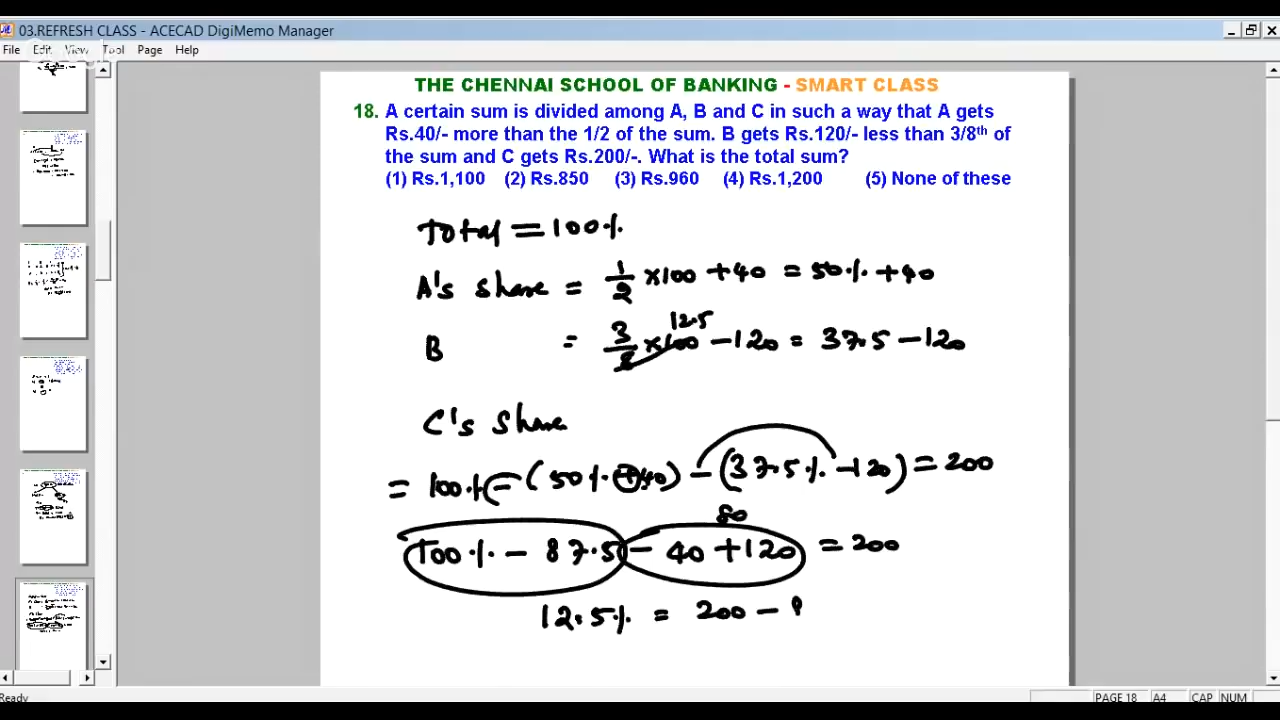 03.REFRESH CLASS - ACECAD DigiMemo Manager
File Edit View Tool Page Help
THE CHENNAI SCHOOL OF BANKING - SMART CLASS
18. A certain sum is divided among A, B and C in such a way that A gets
Rs.40/- more than the 1/2 of the sum. B gets Rs.120/- less than 3/8th of
the sum and C gets Rs.200/-. What is the total sum?
(1) Rs.1,100 (2) Rs.850 (3) Rs.960 (4) Rs.1,200 (5) None of these
Total = 100%
A's share = 1/2 × 100 + 40 = 50% + 40
12.5
B = 3/8 × 100 - 120 = 37.5 - 120
C's share
= 100% - (50% + 40) - (37.5% - 120) = 200
80
100% - 87.5 - 40 + 120 = 200
12.5% = 200 -
Ready PAGE 18 A4 CAP NUM